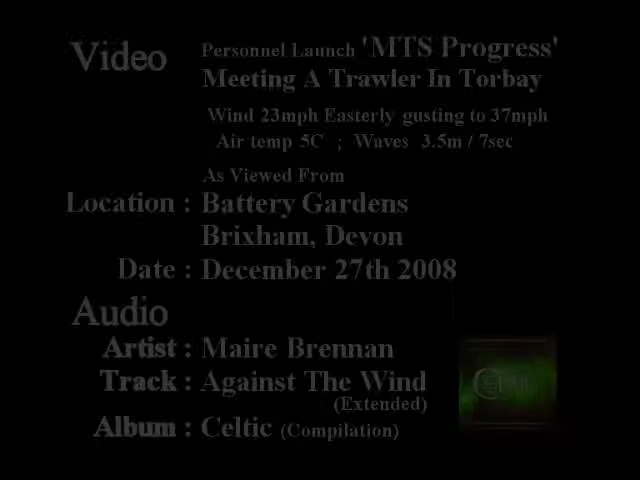 Video
Personnel Launch 'MTS Progress'
Meeting A Trawler In Torbay
Wind 23mph Easterly gusting to 37mph
Air temp 5C ; Waves 3.5m / 7sec
As Viewed From
Location : Battery Gardens
Brixham, Devon
Date : December 27th 2008
Audio
Artist : Maire Brennan
Track : Against The Wind
(Extended)
Album : Celtic (Compilation)